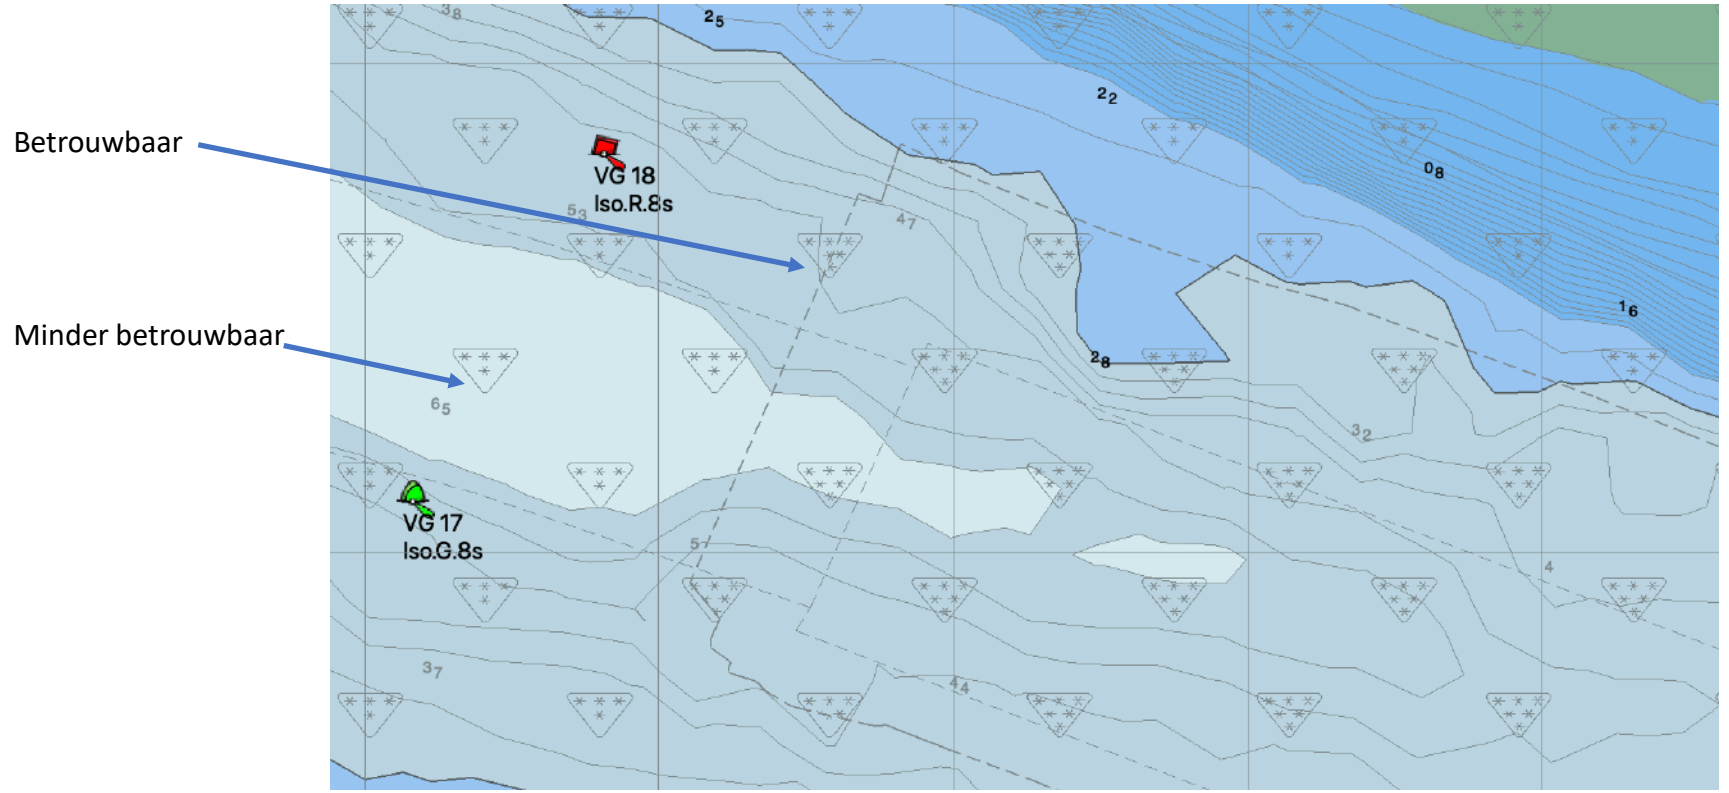 3₈
2₅
2₂
Betrouwbaar
0₈
VG 18
Iso.R.8s
5₃
4₇
1₆
Minder betrouwbaar
2₈
6₅
3₂
VG 17
Iso.G.8s
5
4
3₇
4₄